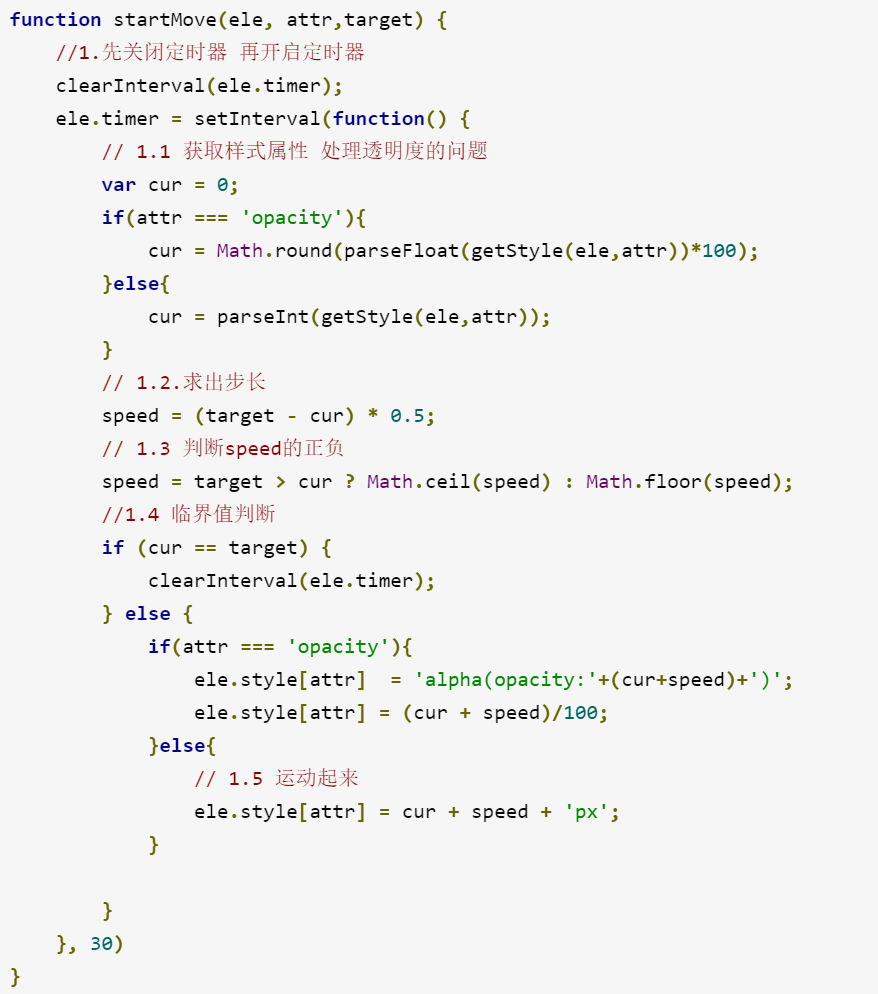 function startMove(ele, attr,target) {
    //1.先关闭定时器 再开启定时器
    clearInterval(ele.timer);
    ele.timer = setInterval(function() {
        // 1.1 获取样式属性 处理透明度的问题
        var cur = 0;
        if(attr === 'opacity'){
            cur = Math.round(parseFloat(getStyle(ele,attr))*100);
        }else{
            cur = parseInt(getStyle(ele,attr));
        }
        // 1.2.求出步长
        speed = (target - cur) * 0.5;
        // 1.3 判断speed的正负
        speed = target > cur ? Math.ceil(speed) : Math.floor(speed);
        //1.4 临界值判断
        if (cur == target) {
            clearInterval(ele.timer);
        } else {
            if(attr === 'opacity'){
                ele.style[attr]  = 'alpha(opacity:'+(cur+speed)+')';
                ele.style[attr] = (cur + speed)/100;
            }else{
                // 1.5 运动起来
                ele.style[attr] = cur + speed + 'px';
            }

        }
    }, 30)
}